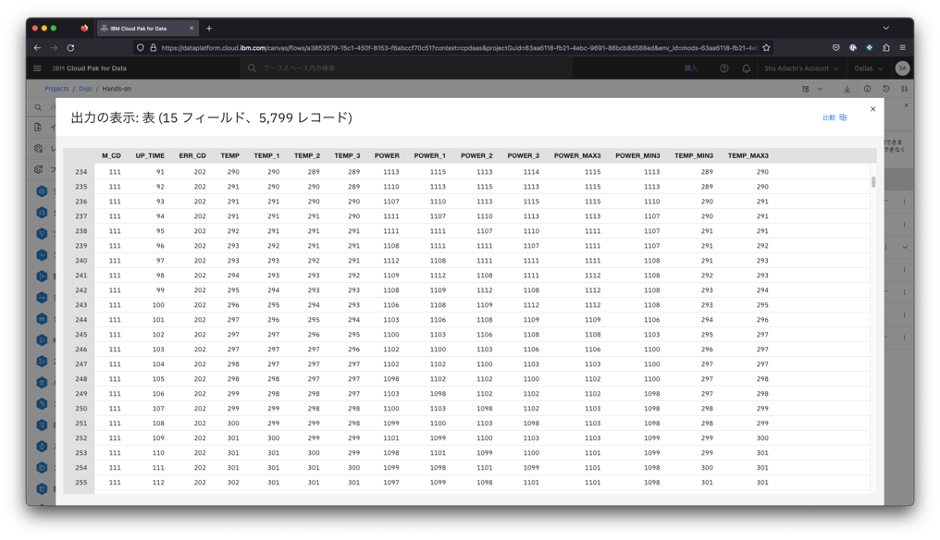 IBM Cloud Pak for Data
https://dataplatform.cloud.ibm.com/canvas/flows/a3853579-15c1-450f-8153-f6abccf70c51?context=cpdaas&projectGuid=63aa6118-fb21-4ebc-9691-86bcb8d588ed&env_id=mods-63aa6118-fb21-4e
IBM Cloud Pak for Data ワークスペース内の検索 購入 Shu Adachi's Account Dallas SA
Projects / Dojo / Hands-on
出力の表示: 表 (15 フィールド、5,799 レコード) 比較
M_CD UP_TIME ERR_CD TEMP TEMP_1 TEMP_2 TEMP_3 POWER POWER_1 POWER_2 POWER_3 POWER_MAX3 POWER_MIN3 TEMP_MIN3 TEMP_MAX3
234 111 91 202 290 290 289 289 1113 1115 1113 1114 1115 1113 289 290
235 111 92 202 291 290 290 289 1110 1113 1115 1113 1115 1113 289 290
236 111 93 202 291 291 290 290 1107 1110 1113 1115 1115 1110 290 291
237 111 94 202 291 291 291 290 1111 1107 1110 1113 1113 1107 290 291
238 111 95 202 292 291 291 291 1111 1111 1107 1110 1111 1107 291 291
239 111 96 202 293 292 291 291 1108 1111 1111 1107 1111 1107 291 292
240 111 97 202 293 293 292 291 1112 1108 1111 1111 1111 1108 291 293
241 111 98 202 294 293 293 292 1109 1112 1108 1111 1112 1108 292 293
242 111 99 202 295 294 293 293 1108 1109 1112 1108 1112 1108 293 294
243 111 100 202 296 295 294 293 1106 1108 1109 1112 1112 1108 293 295
244 111 101 202 297 296 295 294 1103 1106 1108 1109 1109 1106 294 296
245 111 102 202 297 297 296 295 1100 1103 1106 1108 1108 1103 295 297
246 111 103 202 297 297 297 296 1102 1100 1103 1106 1106 1100 296 297
247 111 104 202 298 297 297 297 1102 1102 1100 1103 1103 1100 297 297
248 111 105 202 298 298 297 297 1098 1102 1102 1100 1102 1100 297 298
249 111 106 202 299 298 298 297 1103 1098 1102 1102 1102 1098 297 298
250 111 107 202 299 299 298 298 1100 1103 1098 1102 1103 1098 298 299
251 111 108 202 300 299 299 298 1099 1100 1103 1098 1103 1098 298 299
252 111 109 202 301 300 299 299 1101 1099 1100 1103 1103 1099 299 300
253 111 110 202 301 301 300 299 1098 1101 1099 1100 1101 1099 299 301
254 111 111 202 301 301 301 300 1099 1098 1101 1099 1101 1098 300 301
255 111 112 202 302 301 301 301 1097 1099 1098 1101 1101 1098 301 301